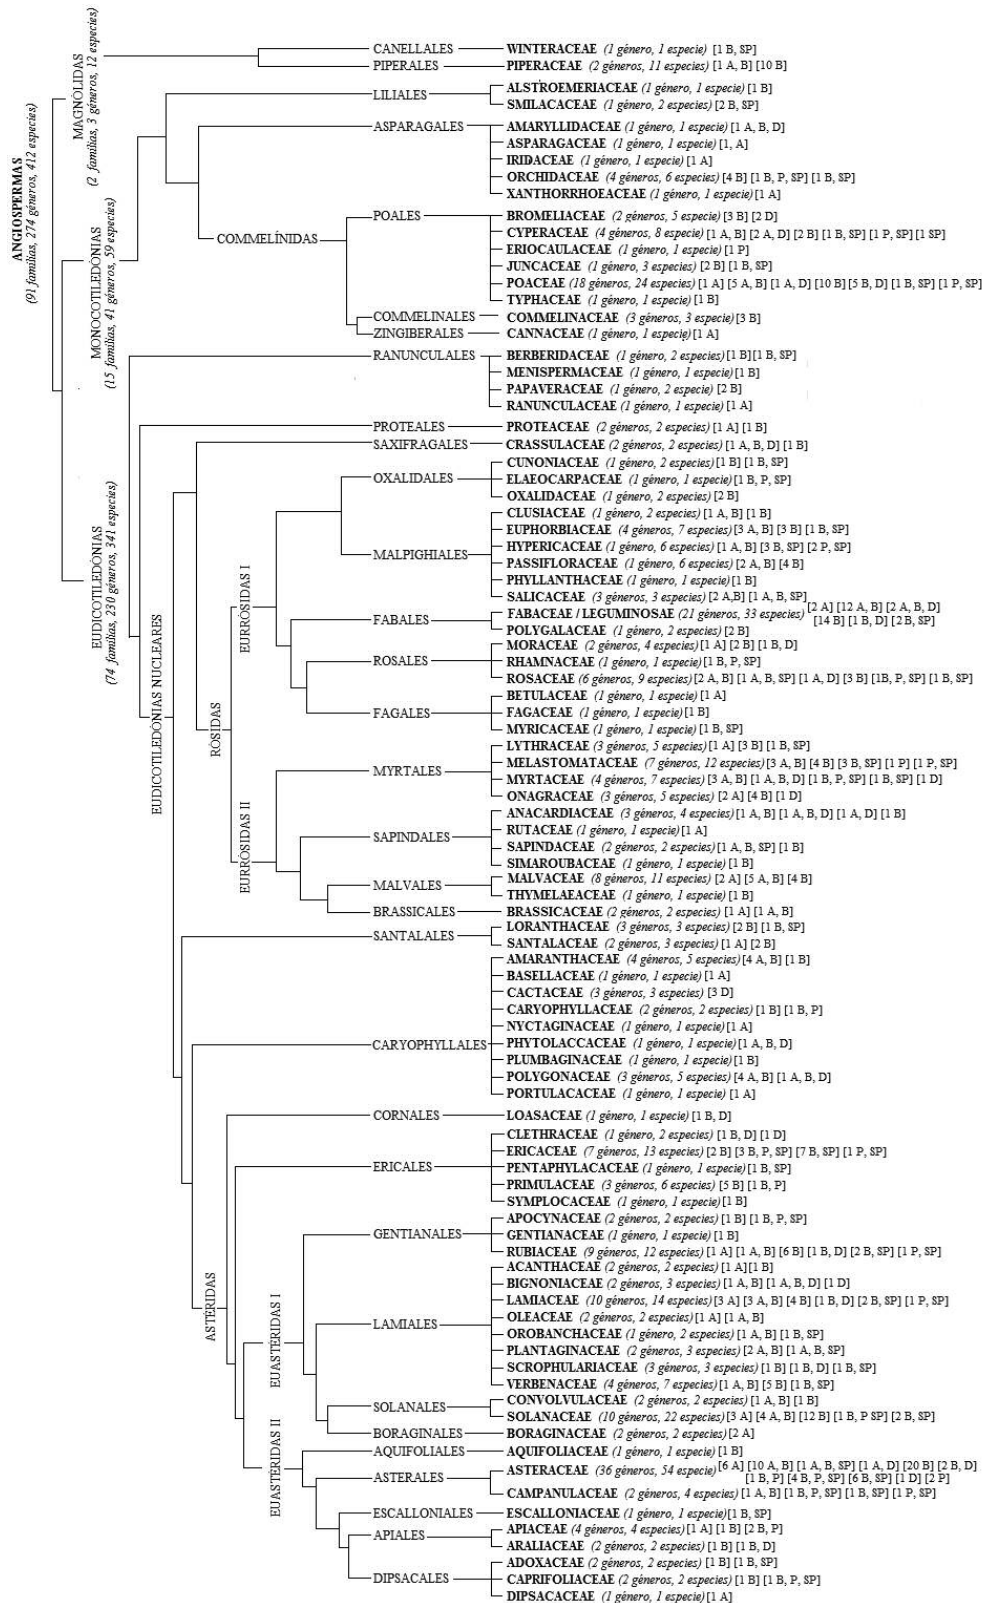 ANGIOSPERMAS
(91 familias, 274 géneros, 412 especies)
MAGNÓLIDAS
(2 familias, 3 géneros, 12 especies)
CANELLALES
WINTERACEAE (1 género, 1 especie) [1 B, SP]
PIPERALES
PIPERACEAE (2 géneros, 11 especies) [1 A, B] [10 B]
MONOCOTILEDÓNIAS
(15 familias, 41 géneros, 59 especies)
LILIALES
ALSTROEMERIACEAE (1 género, 1 especie) [1 B]
SMILACACEAE (1 género, 2 especies) [2 B, SP]
ASPARAGALES
AMARYLLIDACEAE (1 género, 1 especie) [1 A, B, D]
ASPARAGACEAE (1 género, 1 especie) [1, A]
IRIDACEAE (1 género, 1 especie) [1 A]
ORCHIDACEAE (4 géneros, 6 especies) [4 B] [1 B, P, SP] [1 B, SP]
XANTHORRHOEACEAE (1 género, 1 especie) [1 A]
COMMELÍNIDAS
POALES
BROMELIACEAE (2 géneros, 5 especie) [3 B] [2 D]
CYPERACEAE (4 géneros, 8 especie) [1 A, B] [2 A, D] [2 B] [1 B, SP] [1 P, SP] [1 SP]
ERIOCAULACEAE (1 género, 1 especie) [1 P]
JUNCACEAE (1 género, 3 especies) [2 B] [1 B, SP]
POACEAE (18 géneros, 24 especies) [1 A] [5 A, B] [1 A, D] [10 B] [5 B, D] [1 B, SP] [1 P, SP]
TYPHACEAE (1 género, 1 especie) [1 B]
COMMELINALES
COMMELINACEAE (3 géneros, 3 especie) [3 B]
ZINGIBERALES
CANNACEAE (1 género, 1 especie) [1 A]
EUDICOTILEDÓNIAS
(74 familias, 230 géneros, 341 especies)
RANUNCULALES
BERBERIDACEAE (1 género, 2 especies) [1 B][1 B, SP]
MENISPERMACEAE (1 género, 1 especie) [1 B]
PAPAVERACEAE (1 género, 2 especie) [2 B]
RANUNCULACEAE (1 género, 1 especie) [1 A]
EUDICOTILEDÓNIAS NUCLEARES
PROTEALES
PROTEACEAE (2 géneros, 2 especies) [1 A] [1 B]
SAXIFRAGALES
CRASSULACEAE (2 géneros, 2 especies) [1 A, B, D] [1 B]
RÓSIDAS
EURRÓSIDAS I
OXALIDALES
CUNONIACEAE (1 género, 2 especie) [1 B] [1 B, SP]
ELAEOCARPACEAE (1 género, 1 especie) [1 B, P, SP]
OXALIDACEAE (1 género, 2 especies) [2 B]
MALPIGHIALES
CLUSIACEAE (1 género, 2 especies) [1 A, B] [1 B]
EUPHORBIACEAE (4 géneros, 7 especies) [3 A, B] [3 B] [1 B, SP]
HYPERICACEAE (1 género, 6 especies) [1 A, B] [3 B, SP] [2 P, SP]
PASSIFLORACEAE (1 género, 6 especies) [2 A, B] [4 B]
PHYLLANTHACEAE (1 género, 1 especie) [1 B]
SALICACEAE (3 géneros, 3 especies) [2 A,B] [1 A, B, SP]
FABALES
FABACEAE / LEGUMINOSAE (21 géneros, 33 especies) [2 A] [12 A, B] [2 A, B, D]
[14 B] [1 B, D] [2 B, SP]
POLYGALACEAE (1 género, 2 especie) [2 B]
ROSALES
MORACEAE (2 géneros, 4 especies) [1 A] [2 B] [1 B, D]
RHAMNACEAE (1 género, 1 especie) [1 B, P, SP]
ROSACEAE (6 géneros, 9 especies) [2 A, B] [1 A, B, SP] [1 A, D] [3 B] [1B, P, SP] [1 B, SP]
FAGALES
BETULACEAE (1 género, 1 especie) [1 A]
FAGACEAE (1 género, 1 especie) [1 B]
MYRICACEAE (1 género, 1 especie) [1 B, SP]
EURRÓSIDAS II
MYRTALES
LYTHRACEAE (3 géneros, 5 especies) [1 A] [3 B] [1 B, SP]
MELASTOMATACEAE (7 géneros, 12 especies) [3 A, B] [4 B] [3 B, SP] [1 P] [1 P, SP]
MYRTACEAE (4 géneros, 7 especies) [3 A, B] [1 A, B, D] [1 B, P, SP] [1 B, SP] [1 D]
ONAGRACEAE (3 géneros, 5 especies) [2 A] [4 B] [1 D]
SAPINDALES
ANACARDIACEAE (3 géneros, 4 especies) [1 A, B] [1 A, B, D] [1 A, D] [1 B]
RUTACEAE (1 género, 1 especie) [1 A]
SAPINDACEAE (2 géneros, 2 especies) [1 A, B, SP] [1 B]
SIMAROUBACEAE (1 género, 1 especie) [1 B]
MALVALES
MALVACEAE (8 géneros, 11 especies) [2 A] [5 A, B] [4 B]
THYMELAEACEAE (1 género, 1 especie) [1 B]
BRASSICALES
BRASSICACEAE (2 géneros, 2 especies) [1 A] [1 A, B]
SANTALALES
LORANTHACEAE (3 géneros, 3 especies) [2 B] [1 B, SP]
SANTALACEAE (2 géneros, 3 especies) [1 A] [2 B]
CARYOPHYLLALES
AMARANTHACEAE (4 géneros, 5 especies) [4 A, B] [1 B]
BASELLACEAE (1 género, 1 especie) [1 A]
CACTACEAE (3 géneros, 3 especies) [3 D]
CARYOPHYLLACEAE (2 géneros, 2 especies) [1 B] [1 B, P]
NYCTAGINACEAE (1 género, 1 especie) [1 A]
PHYTOLACCACEAE (1 género, 1 especie) [1 A, B, D]
PLUMBAGINACEAE (1 género, 1 especie) [1 B]
POLYGONACEAE (3 géneros, 5 especies) [4 A, B] [1 A, B, D]
PORTULACACEAE (1 género, 1 especie) [1 A]
ASTÉRIDAS
CORNALES
LOASACEAE (1 género, 1 especie) [1 B, D]
ERICALES
CLETHRACEAE (1 género, 2 especies) [1 B, D] [1 D]
ERICACEAE (7 géneros, 13 especies) [2 B] [3 B, P, SP] [7 B, SP] [1 P, SP]
PENTAPHYLACACEAE (1 género, 1 especie) [1 B, SP]
PRIMULACEAE (3 géneros, 6 especies) [5 B] [1 B, P]
SYMPLOCACEAE (1 género, 1 especie) [1 B]
EUASTÉRIDAS I
GENTIANALES
APOCYNACEAE (2 géneros, 2 especies) [1 B] [1 B, P, SP]
GENTIANACEAE (1 género, 1 especie) [1 B]
RUBIACEAE (9 géneros, 12 especies) [1 A] [1 A, B] [6 B] [1 B, D] [2 B, SP] [1 P, SP]
LAMIALES
ACANTHACEAE (2 géneros, 2 especies) [1 A][1 B]
BIGNONIACEAE (2 géneros, 3 especies) [1 A, B] [1 A, B, D] [1 D]
LAMIACEAE (10 géneros, 14 especies) [3 A] [3 A, B] [4 B] [1 B, D] [2 B, SP] [1 P, SP]
OLEACEAE (2 géneros, 2 especies) [1 A] [1 A, B]
OROBANCHACEAE (1 género, 2 especies) [1 A, B] [1 B, SP]
PLANTAGINACEAE (2 géneros, 3 especies) [2 A, B] [1 A, B, SP]
SCROPHULARIACEAE (3 géneros, 3 especies) [1 B] [1 B, D] [1 B, SP]
VERBENACEAE (4 géneros, 7 especies) [1 A, B] [5 B] [1 B, SP]
SOLANALES
CONVOLVULACEAE (2 géneros, 2 especies) [1 A, B] [1 B]
SOLANACEAE (10 géneros, 22 especies) [3 A] [4 A, B] [12 B] [1 B, P SP] [2 B, SP]
BORAGINALES
BORAGINACEAE (2 géneros, 2 especies) [2 A]
EUASTÉRIDAS II
AQUIFOLIALES
AQUIFOLIACEAE (1 género, 1 especie) [1 B]
ASTERALES
ASTERACEAE (36 géneros, 54 especie) [6 A] [10 A, B] [1 A, B, SP] [1 A, D] [20 B] [2 B, D]
[1 B, P] [4 B, P, SP] [6 B, SP] [1 D] [2 P]
CAMPANULACEAE (2 géneros, 4 especies) [1 A, B] [1 B, P, SP] [1 B, SP] [1 P, SP]
ESCALLONIALES
ESCALLONIACEAE (1 género, 1 especie) [1 B, SP]
APIALES
APIACEAE (4 géneros, 4 especies) [1 A] [1 B] [2 B, P]
ARALIACEAE (2 géneros, 2 especies) [1 B] [1 B, D]
DIPSACALES
ADOXACEAE (2 géneros, 2 especies) [1 B] [1 B, SP]
CAPRIFOLIACEAE (2 géneros, 2 especies) [1 B] [1 B, P, SP]
DIPSACACEAE (1 género, 1 especie) [1 A]